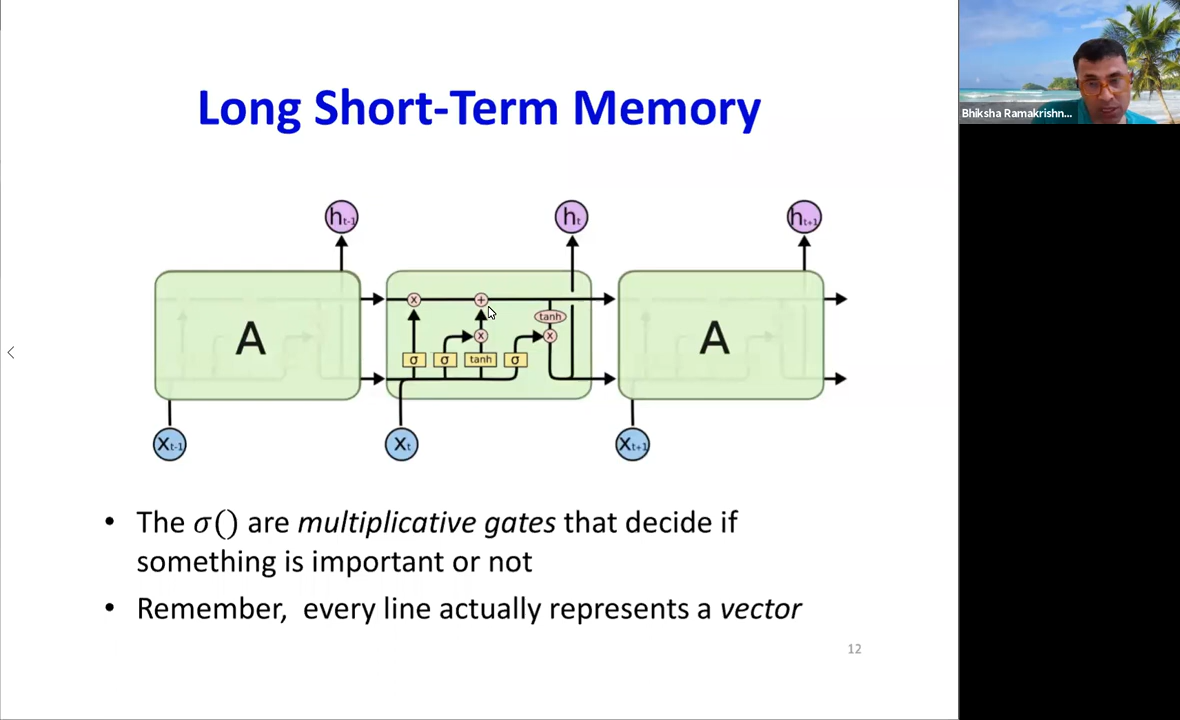 Long Short-Term Memory
Bhiksha Ramakrishn...
h t-1
h t
h t+1
x +
tanh
A x x A
σ σ tanh σ
X t-1
X t
X t+1
• The σ() are multiplicative gates that decide if
something is important or not
• Remember, every line actually represents a vector
12